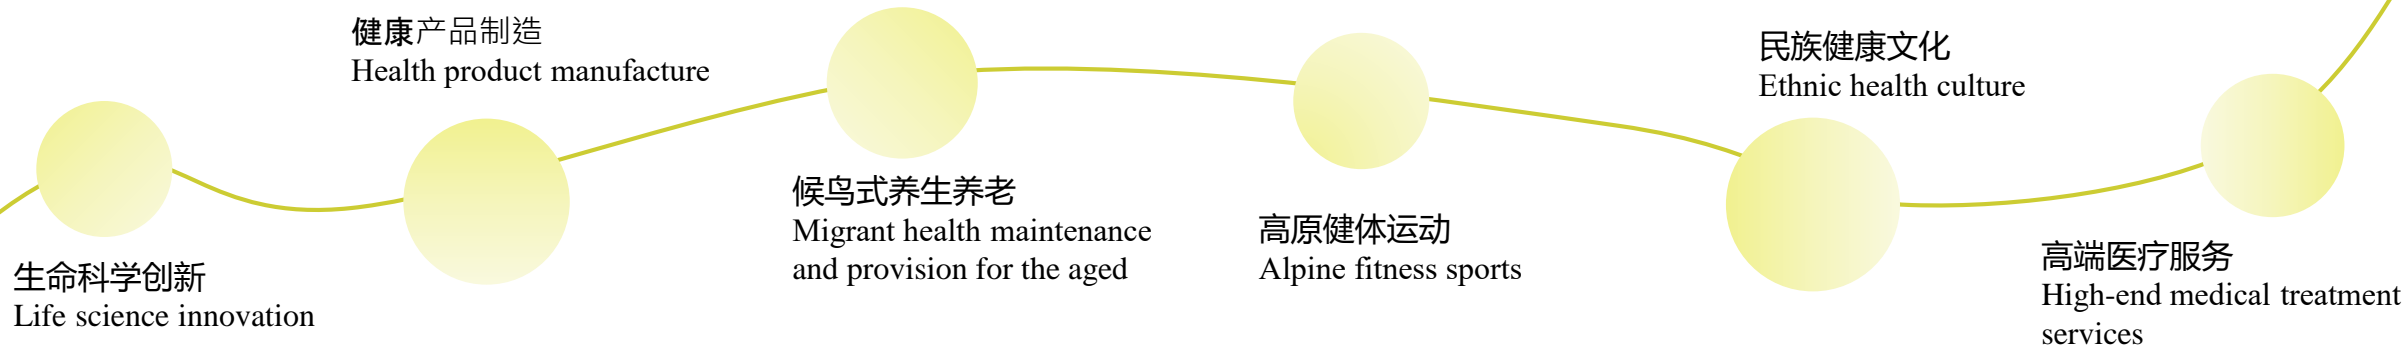 生命科学创新
Life science innovation
健康产品制造
Health product manufacture
候鸟式养生养老
Migrant health maintenance
and provision for the aged
高原健体运动
Alpine fitness sports
民族健康文化
Ethnic health culture
高端医疗服务
High-end medical treatment
services